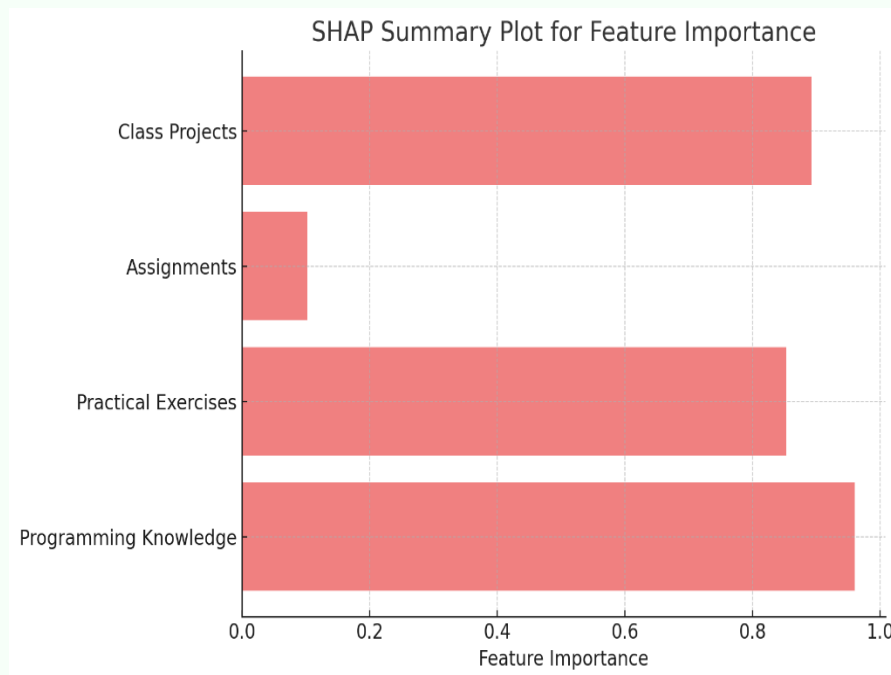 SHAP Summary Plot for Feature Importance
Class Projects
Assignments
Practical Exercises
Programming Knowledge
0.0 0.2 0.4 0.6 0.8 1.0
Feature Importance